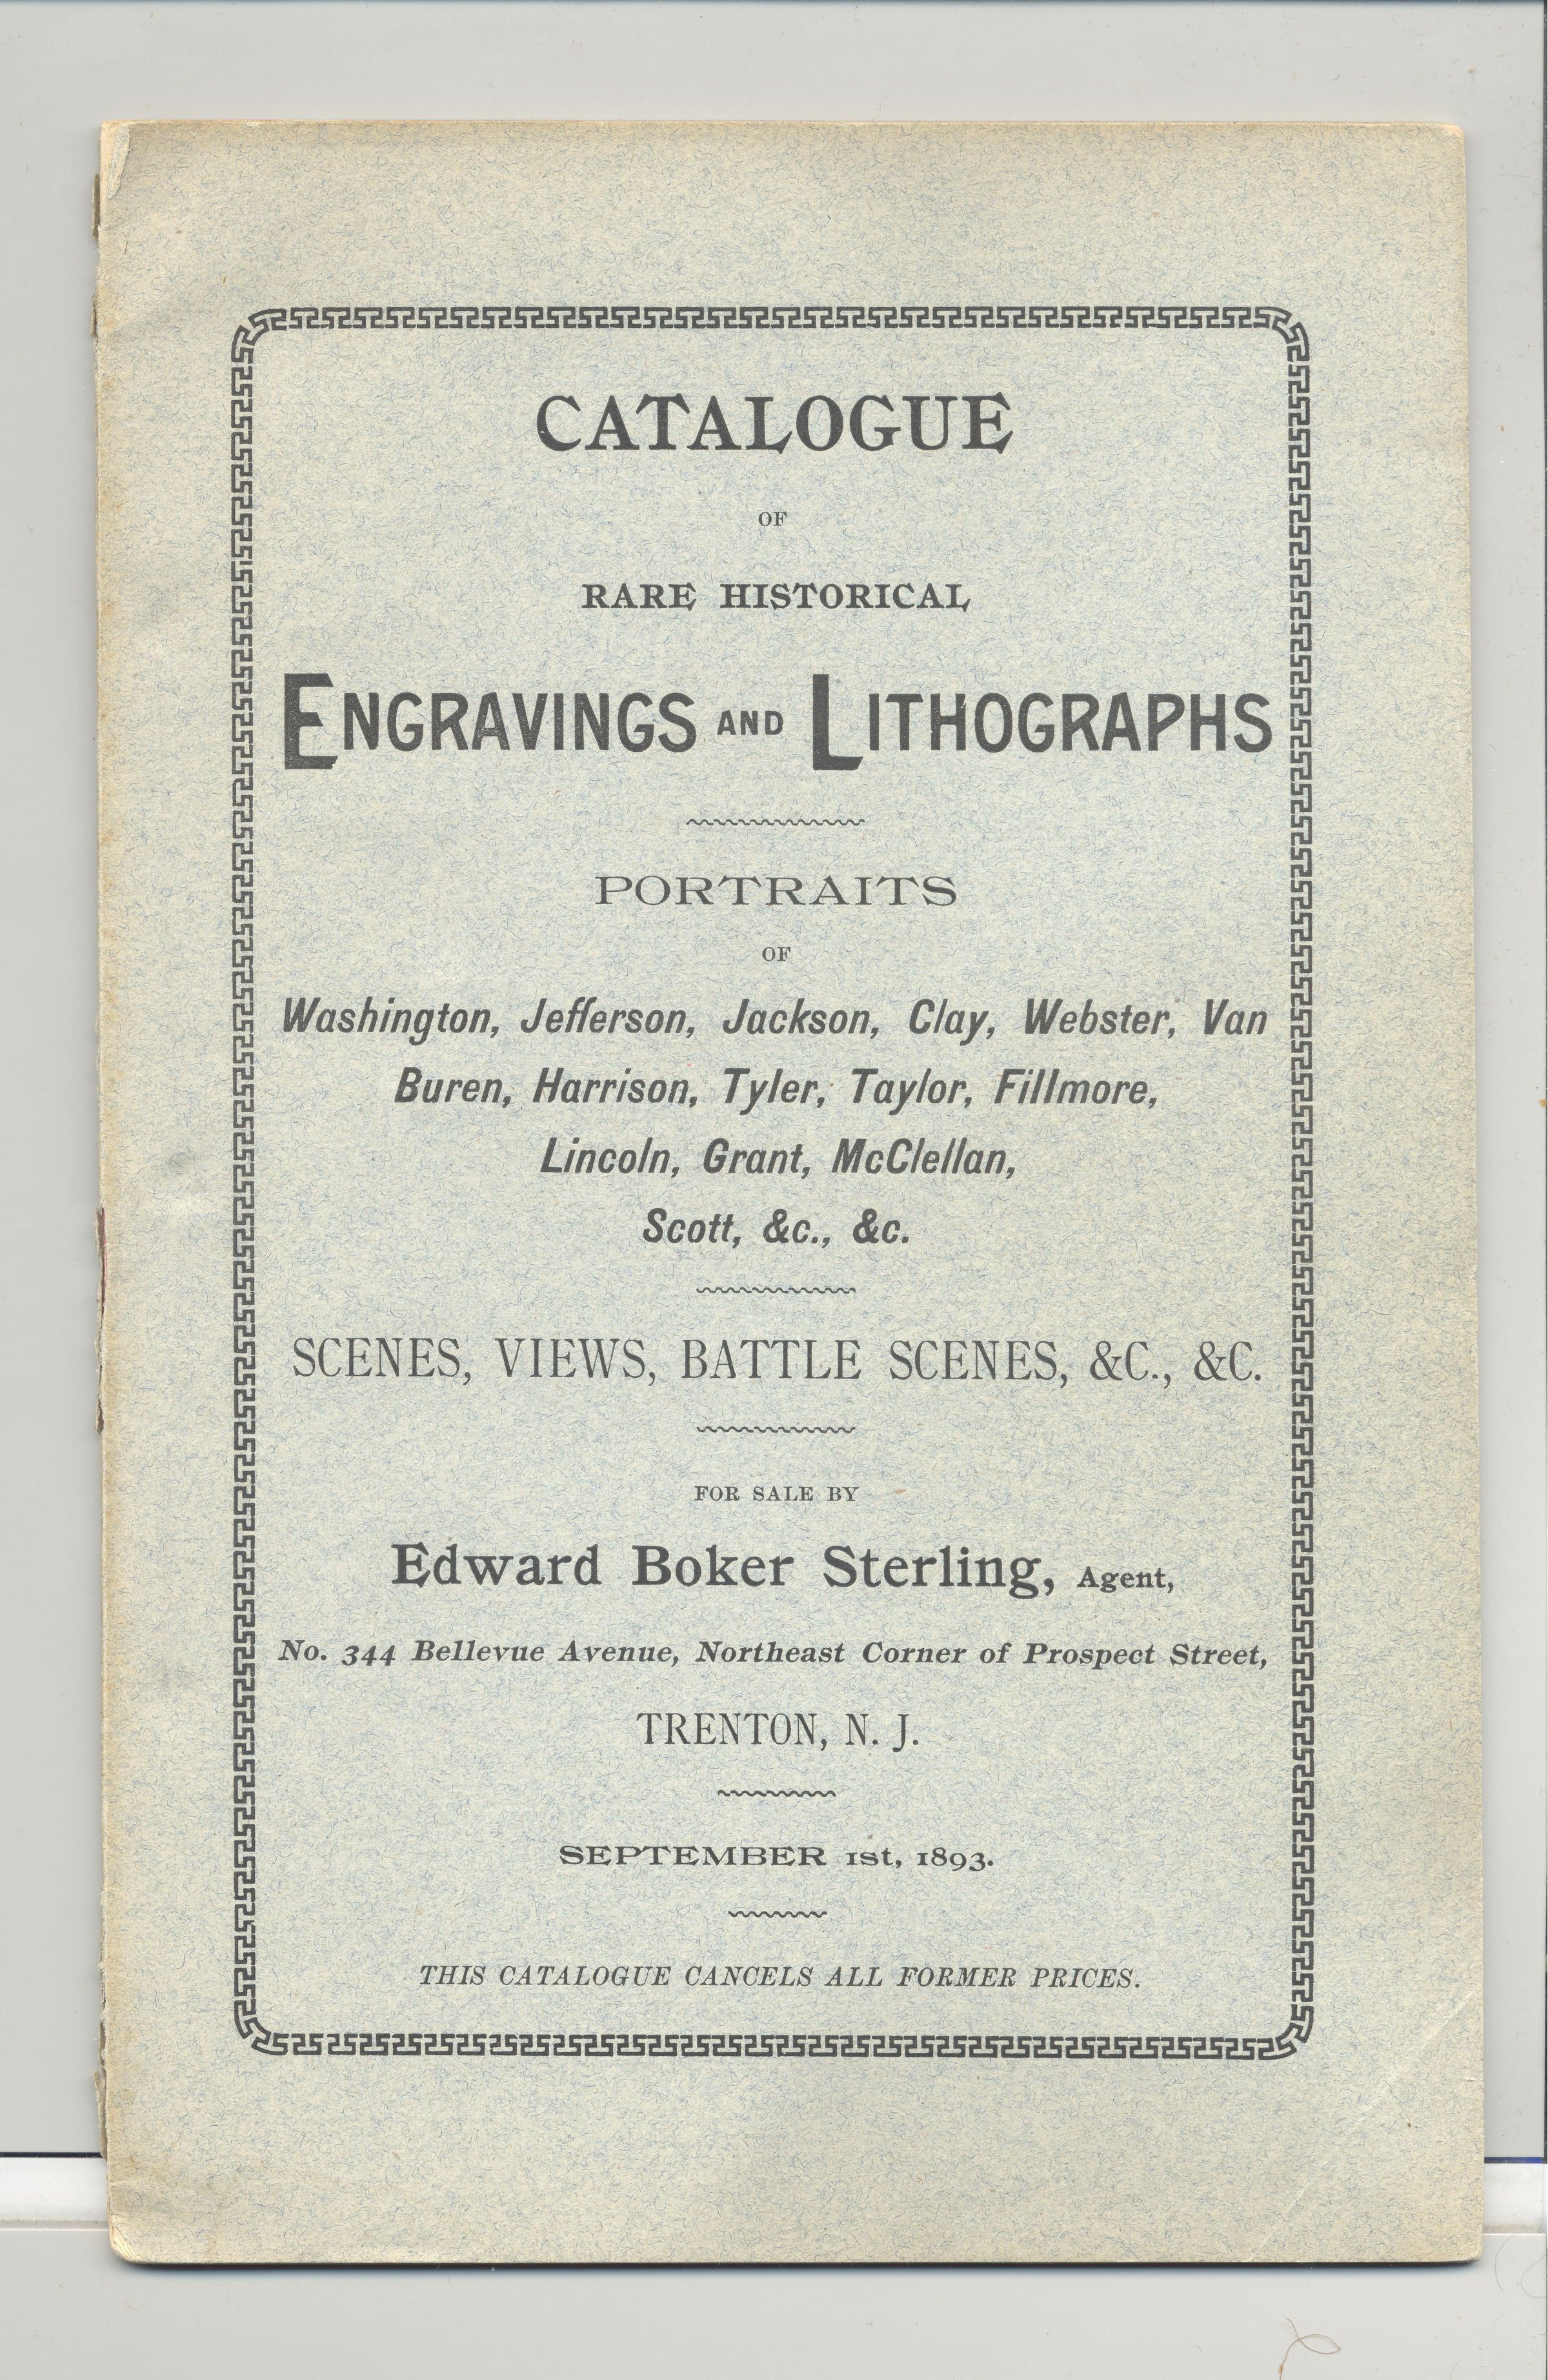 CATALOGUE
OF
RARE HISTORICAL
ENGRAVINGS AND LITHOGRAPHS
PORTRAITS
OF
Washington, Jefferson, Jackson, Clay, Webster, Van
Buren, Harrison, Tyler, Taylor, Fillmore,
Lincoln, Grant, McClellan,
Scott, &c., &c.
SCENES, VIEWS, BATTLE SCENES, &C., &C.
FOR SALE BY
Edward Boker Sterling, Agent,
No. 344 Bellevue Avenue, Northeast Corner of Prospect Street,
TRENTON, N. J.
SEPTEMBER 1st, 1893.
THIS CATALOGUE CANCELS ALL FORMER PRICES.